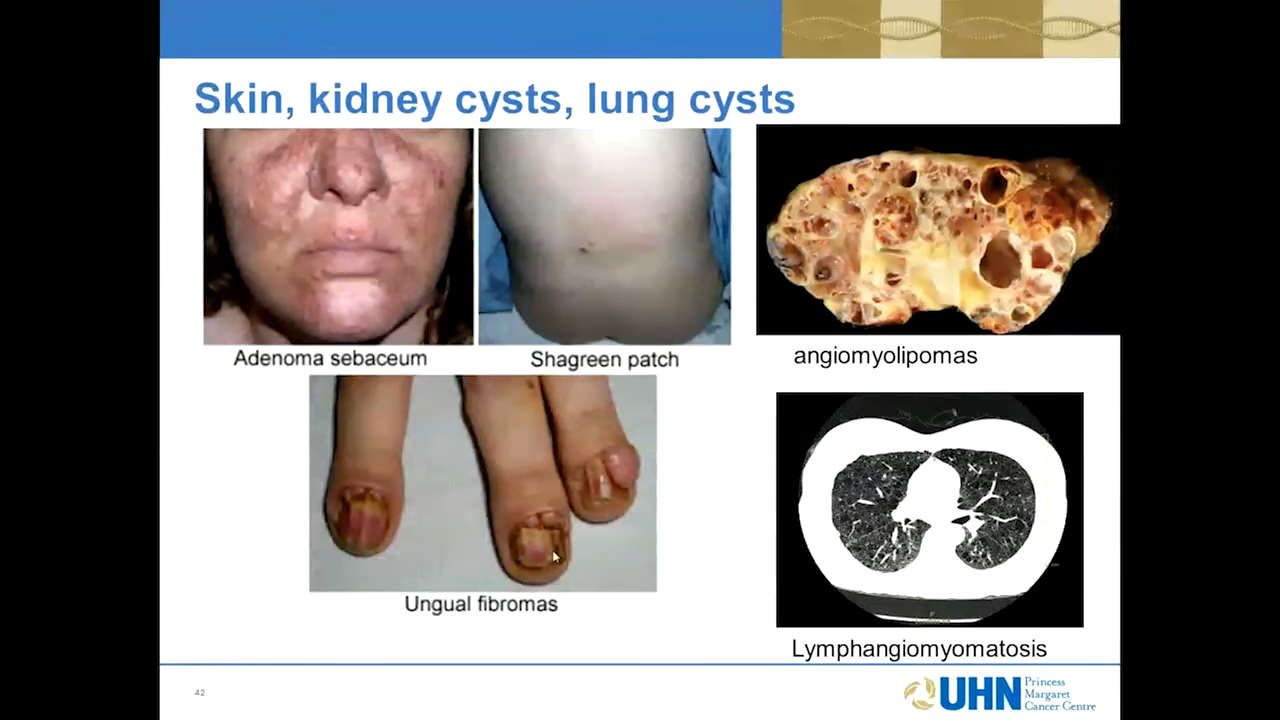 Skin, kidney cysts, lung cysts
Adenoma sebaceum
Shagreen patch
angiomyolipomas
Ungual fibromas
Lymphangiomyomatosis
42
UHN
Princess
Margaret
Cancer Centre